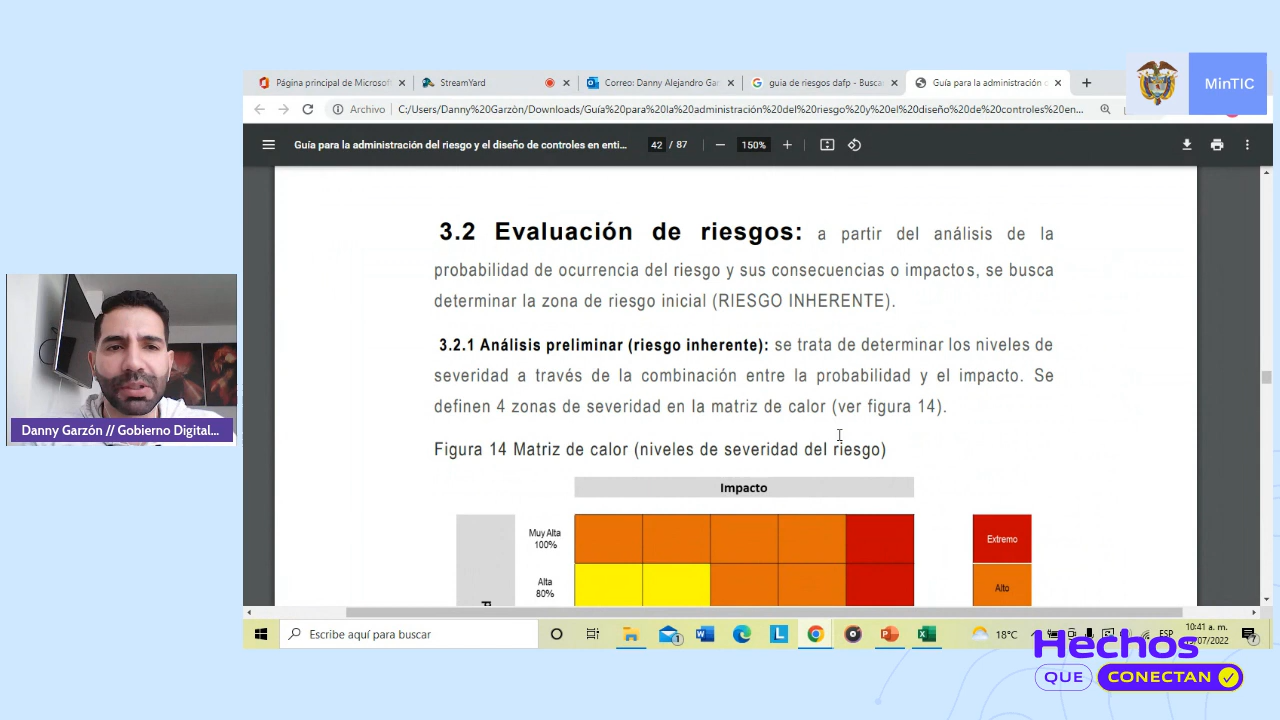 MinTIC
Página principal de Microsof
StreamYard
Correo: Danny Alejandro Gar
guia de riesgos dafp - Busca
Guía para la administración d
Archivo
C:/Users/Danny%20Garzón/Downloads/Guía%20para%20la%20administración%20del%20riesgo%20y%20el%20diseño%20de%20controles%20en...
Guía para la administración del riesgo y el diseño de controles en enti...
42 / 87
150%
3.2 Evaluación de riesgos: a partir del análisis de la
probabilidad de ocurrencia del riesgo y sus consecuencias o impactos, se busca
determinar la zona de riesgo inicial (RIESGO INHERENTE).
3.2.1 Análisis preliminar (riesgo inherente): se trata de determinar los niveles de
severidad a través de la combinación entre la probabilidad y el impacto. Se
definen 4 zonas de severidad en la matriz de calor (ver figura 14).
Figura 14 Matriz de calor (niveles de severidad del riesgo)
Impacto
Muy Alta
100%
Extremo
Alta
80%
Alto
Danny Garzón // Gobierno Digital...
Escribe aquí para buscar
18°C
ESP
10:41 a. m.
/07/2022
Hechos
QUE
CONECTAN